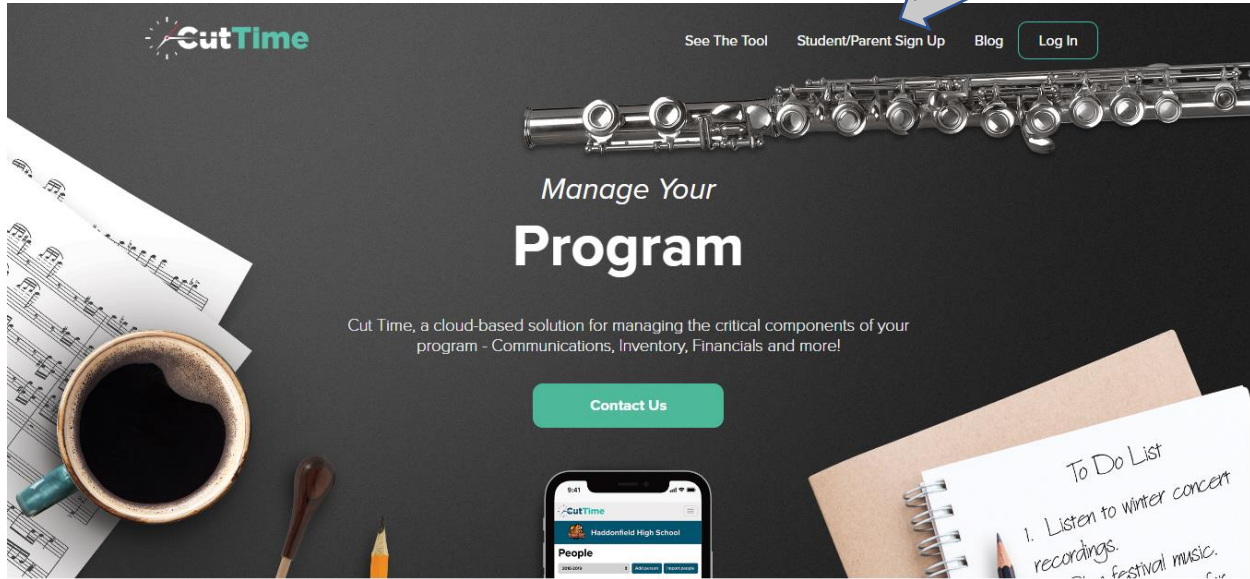 CutTime
See The Tool Student/Parent Sign Up Blog Log In
Manage Your
Program
Cut Time, a cloud-based solution for managing the critical components of your
program - Communications, Inventory, Financials and more!
Contact Us
9:41
CutTime
Haddonfield High School
People
2018-2019 Add person Import people
To Do List
1. Listen to winter concert
recordings.
festival music.